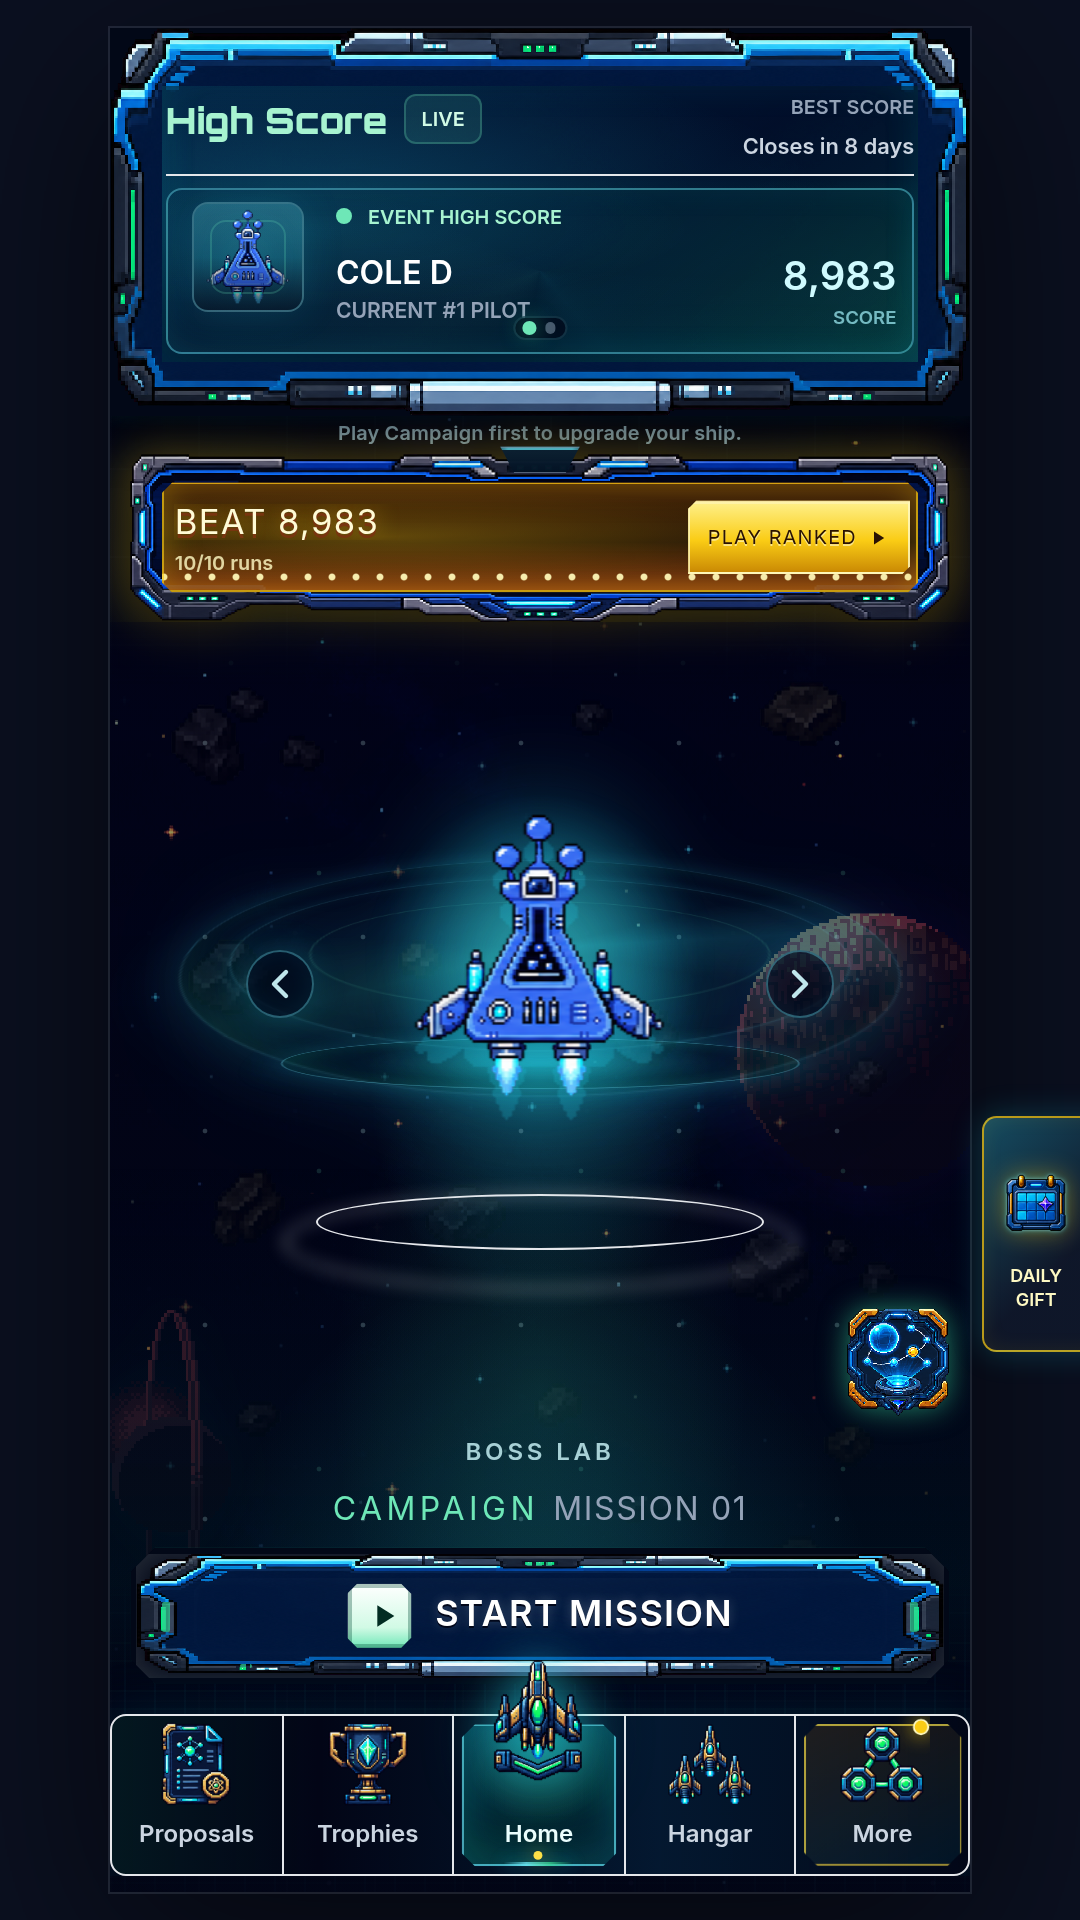 High Score
LIVE
BEST SCORE
Closes in 8 days
EVENT HIGH SCORE
COLE D
CURRENT #1 PILOT
8,983
SCORE
Play Campaign first to upgrade your ship.
BEAT 8,983
10/10 runs
PLAY RANKED
DAILY
GIFT
BOSS LAB
CAMPAIGN MISSION 01
START MISSION
Proposals
Trophies
Home
Hangar
More